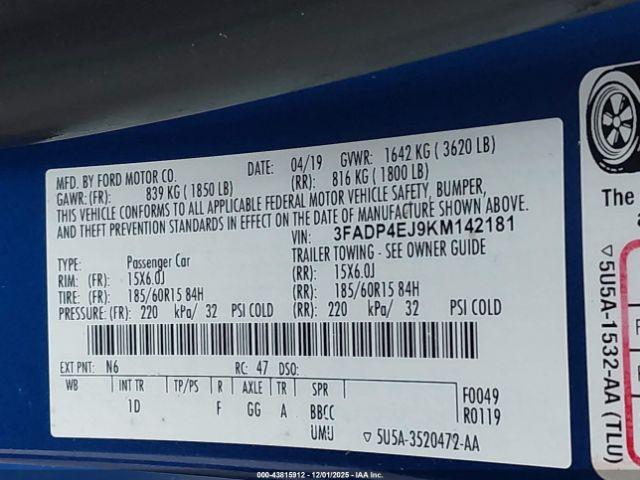 MFD. BY FORD MOTOR CO.
DATE: 04/19 GVWR: 1642 KG ( 3620 LB)
GAWR: (FR): 839 KG ( 1850 LB) (RR): 816 KG ( 1800 LB)
THIS VEHICLE CONFORMS TO ALL APPLICABLE FEDERAL MOTOR VEHICLE SAFETY, BUMPER,
AND THEFT PREVENTION STANDARDS IN EFFECT ON THE DATE OF MANUFACTURE SHOWN ABOVE.
VIN: 3FADP4EJ9KM142181
TYPE: Passenger Car TRAILER TOWING - SEE OWNER GUIDE
RIM: (FR): 15X6.0J (RR): 15X6.0J
TIRE: (FR): 185/60R15 84H (RR): 185/60R15 84H
PRESSURE: (FR): 220 kPa/ 32 PSI COLD (RR): 220 kPa/ 32 PSI COLD
EXT PNT: N6 RC: 47 DSO:
WB INT TR TP/PS R AXLE TR SPR
1D F GG A BBCC
UMU
F0049
R0119
▽ 5U5A-3520472-AA
The
▽ 5U5A-1532-AA (TLU)
000-43815912 - 12/01/2025 - IAA Inc.